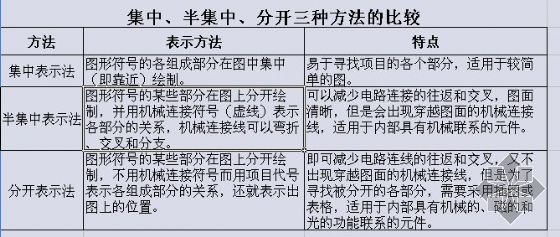 集中、半集中、分开三种方法的比较
方法 表示方法 特点
集中表示法
图形符号的各组成部分在图中集中
（即靠近）绘制。
易于寻找项目的各个部分，适用于较简
单的图。
半集中表示法
图形符号的某些部分在图上分开绘
制，并用机械连接符号（虚线）表示
各部分的关系，机械连接线可以弯折
、交叉和分支。
可以减少电路连接的往返和交叉，图面
清晰，但是会出现穿越图面的机械连接
线，适用于内部具有机械联系的元件。
分开表示法
图形符号的某些部分在图上分开绘
制，不用机械连接符号而用项目代号
表示各组成部分的关系，还就表示出
图上的位置。
即可减少电路连线的往返和交叉，又不
出现穿越图面的机械连接线，但是为了
寻找被分开的各部分，需要采用插图或
表格，适用于内部具有机械的、磁的和
光的功能联系的元件。